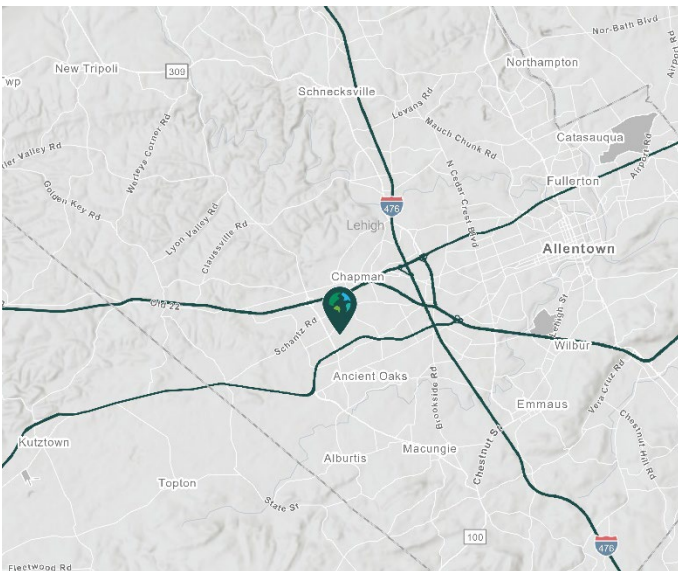 Nor-Bath Blvd
Airport Rd
New Tripoli
309
Northampton
Twp
Schnecksville
Levans Rd
Mauch Chunk Rd
Werleys Corner Rd
Catasauqua
Airport Rd
ler Valley Rd
N Cedar Crest Blvd
Fullerton
Golden Key Rd
476
Lyon Valley Rd
Claussville Rd
Lehigh
Allentown
Chapman
Old 22
Lehigh St
Schantz Rd
Wilbur
Ancient Oaks
Vera Cruz Rd
Brookside Rd
Emmaus
Chestnut Hill Rd
Kutztown
Macungie
Chestnut S
Alburtis
Topton
State St
100
476
Fleetwood Rd